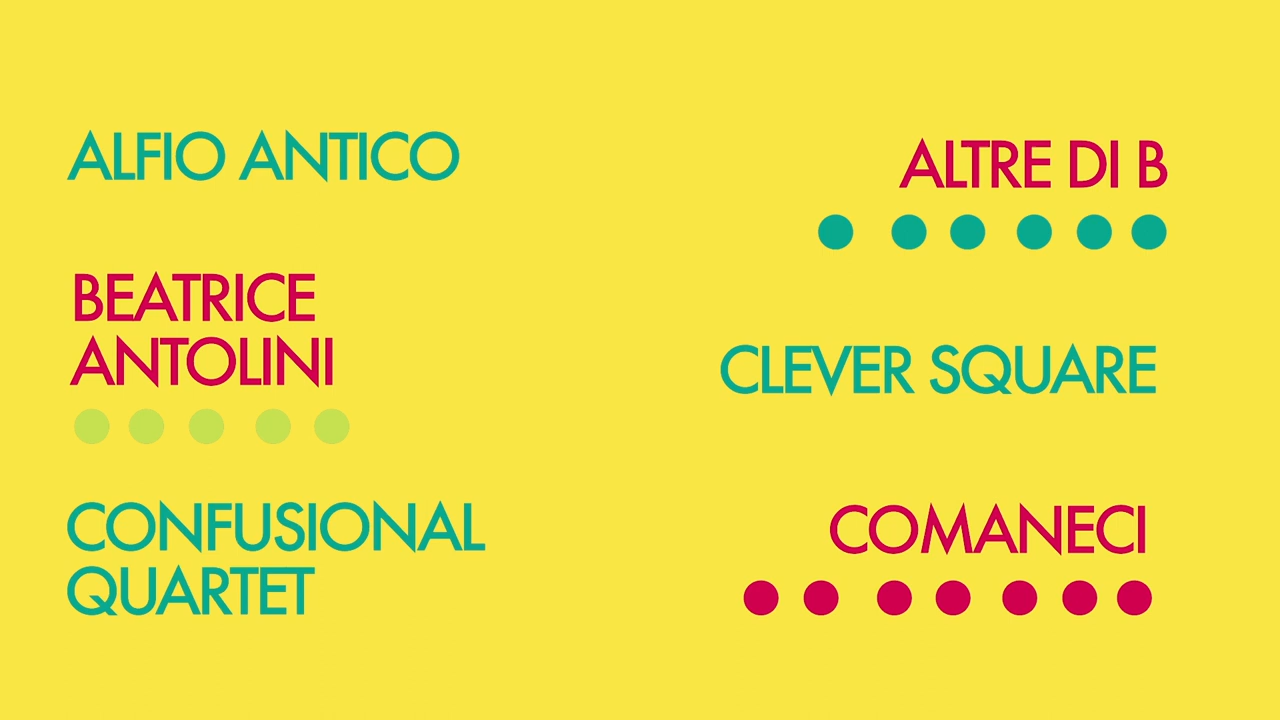 ALFIO ANTICO
BEATRICE
ANTOLINI
CONFUSIONAL
QUARTET
ALTRE DI B
CLEVER SQUARE
COMANECI